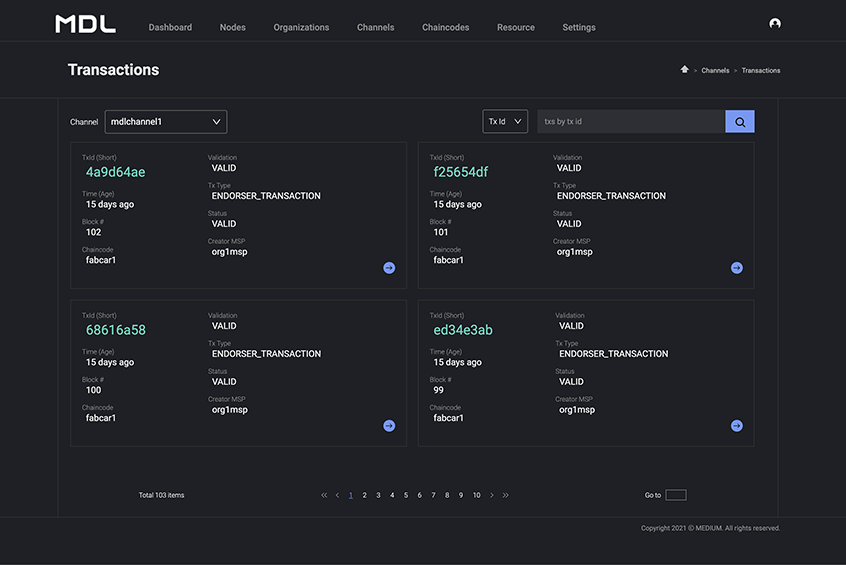 MDL Dashboard Nodes Organizations Channels Chaincodes Resource Settings
Transactions
> Channels > Transactions
Channel mdlchannel1 Tx Id txs by tx id
TxId (Short)
4a9d64ae
Time (Age)
15 days ago
Block #
102
Chaincode
fabcar1
Validation
VALID
Tx Type
ENDORSER_TRANSACTION
Status
VALID
Creator MSP
org1msp
TxId (Short)
f25654df
Time (Age)
15 days ago
Block #
101
Chaincode
fabcar1
Validation
VALID
Tx Type
ENDORSER_TRANSACTION
Status
VALID
Creator MSP
org1msp
TxId (Short)
68616a58
Time (Age)
15 days ago
Block #
100
Chaincode
fabcar1
Validation
VALID
Tx Type
ENDORSER_TRANSACTION
Status
VALID
Creator MSP
org1msp
TxId (Short)
ed34e3ab
Time (Age)
15 days ago
Block #
99
Chaincode
fabcar1
Validation
VALID
Tx Type
ENDORSER_TRANSACTION
Status
VALID
Creator MSP
org1msp
Total 103 items « ‹ 1 2 3 4 5 6 7 8 9 10 › » Go to
Copyright 2021 © MEDIUM. All rights reserved.